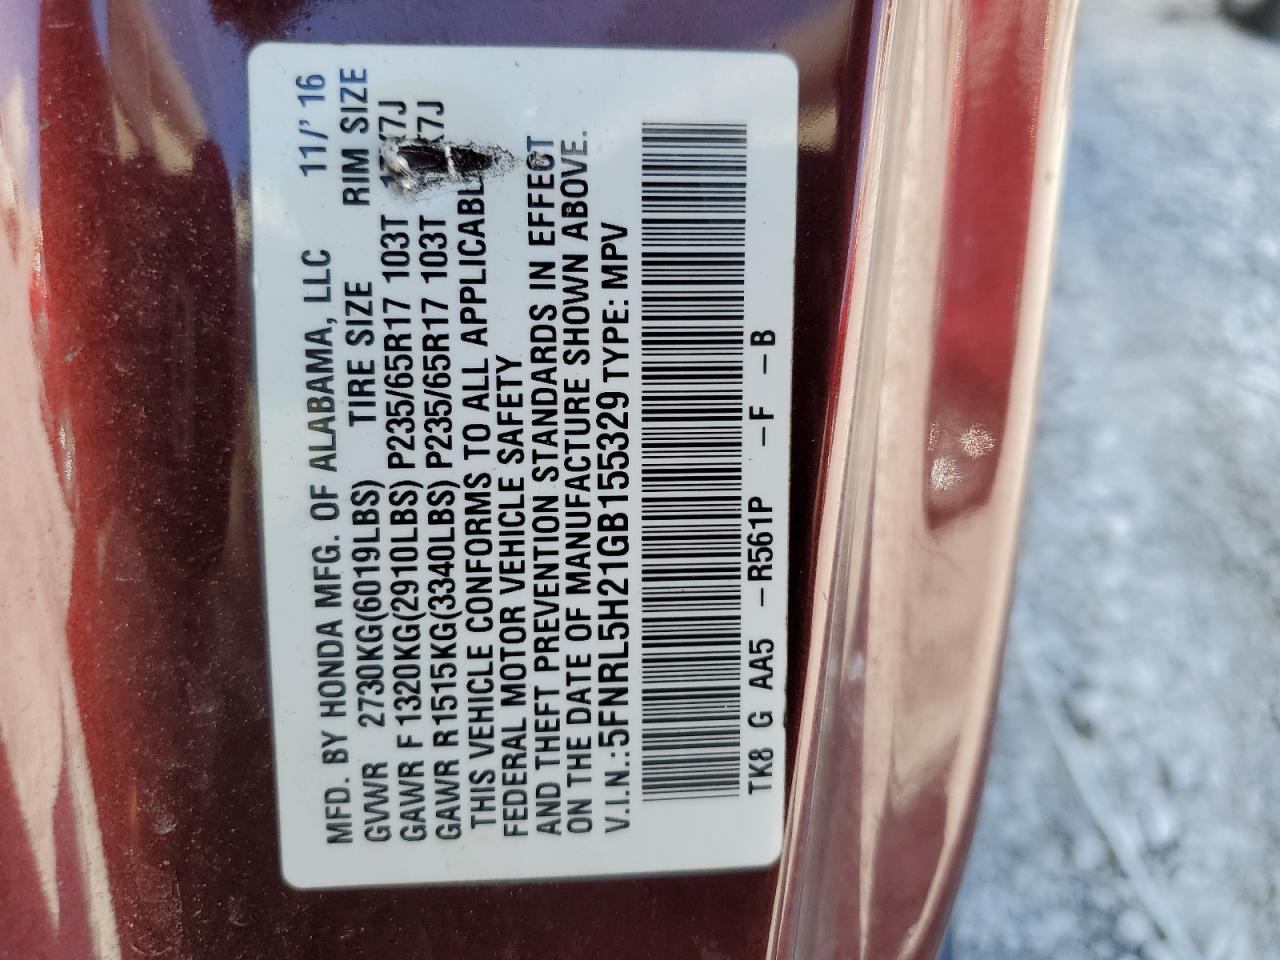 MFD. BY HONDA MFG. OF ALABAMA, LLC 11/'16
GVWR 2730KG(6019LBS) TIRE SIZE RIM SIZE
GAWR F 1320KG(2910LBS) P235/65R17 103T
GAWR R1515KG(3340LBS) P235/65R17 103T
THIS VEHICLE CONFORMS TO ALL
FEDERAL MOTOR VEHICLE SAFETY
AND THEFT PREVENTION STANDARDS IN EFFECT
ON THE DATE OF MANUFACTURE SHOWN ABOVE.
V.I.N.:5FNRL5H21GB155329 TYPE: MPV
TK8 G AA5 -R561P -F -B